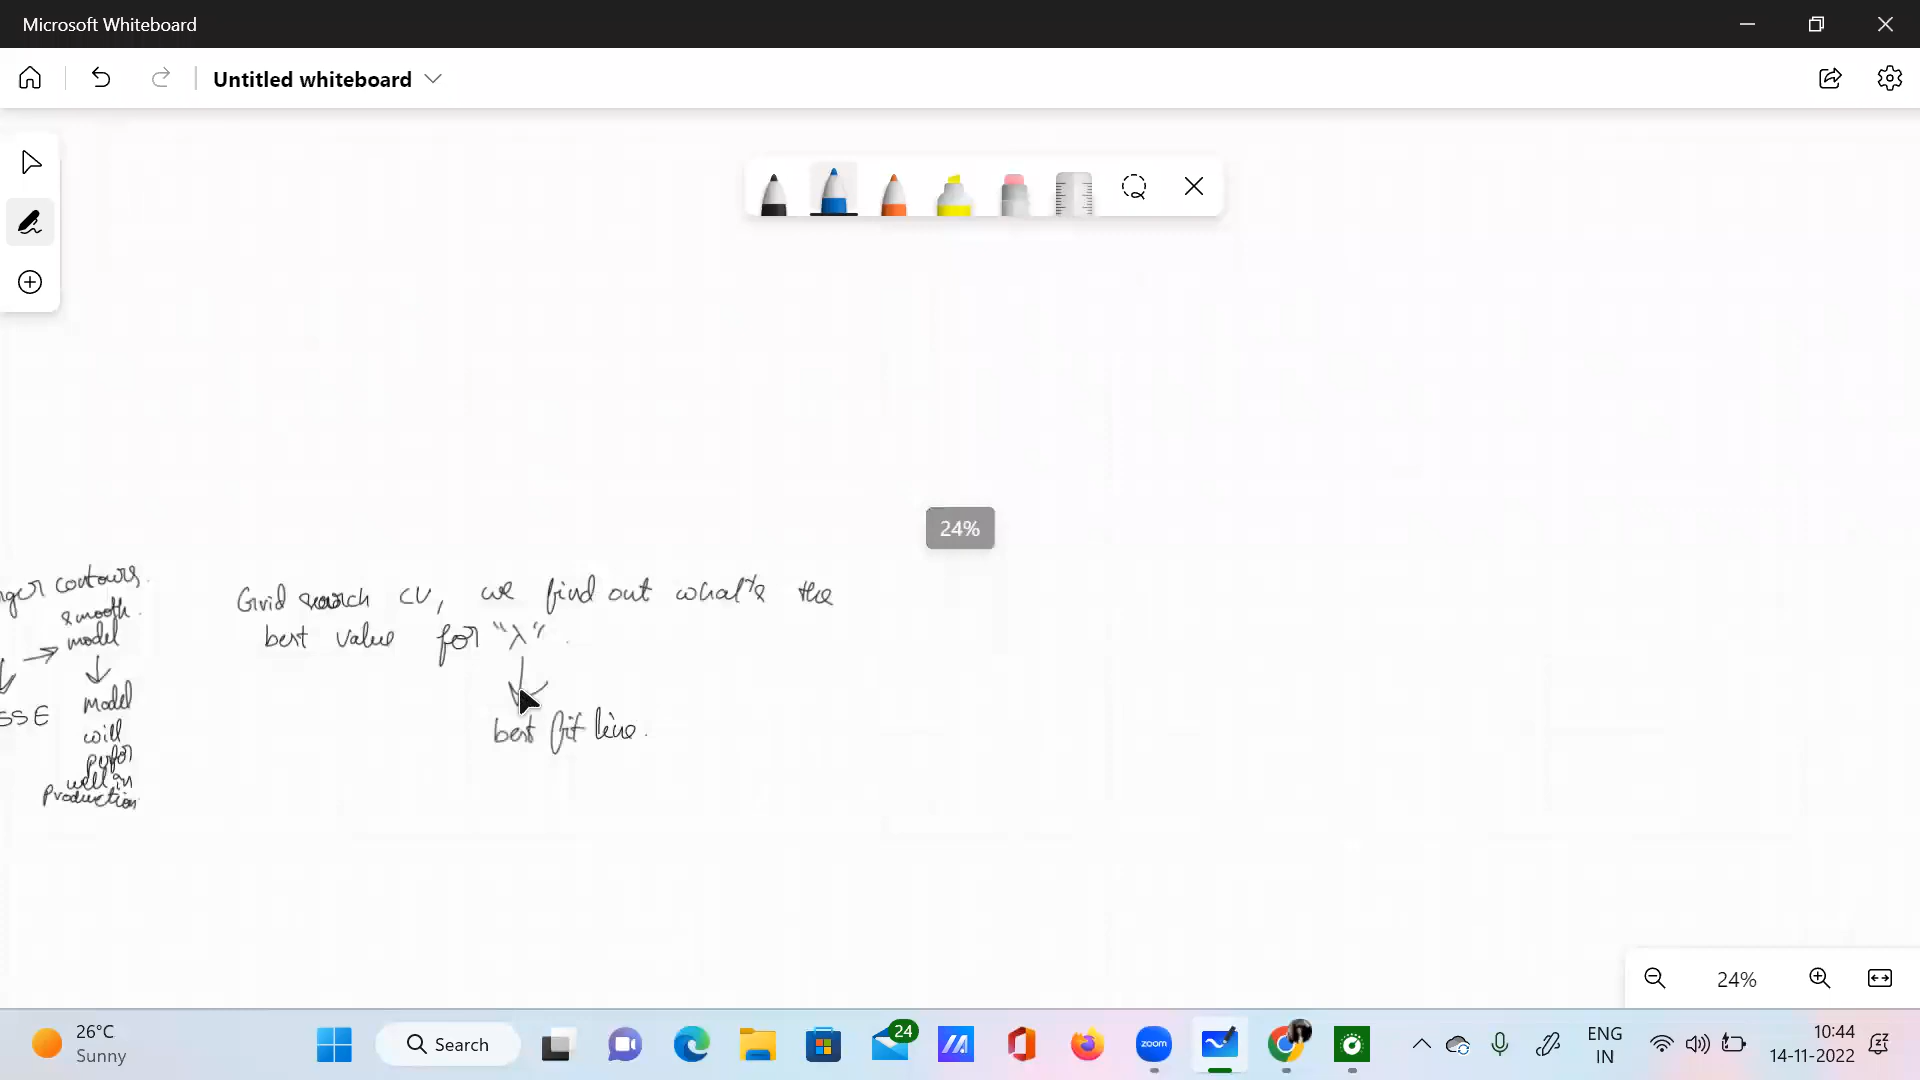 Microsoft Whiteboard
Untitled whiteboard
24%
contours.
smooth.
model
SSE
Model
will
perfor
well in
Production
Grid search CV, we find out what's the
best value for "λ".
best fit line.
24%
26°C
Sunny
Search
24
zoom
ENG
IN
10:44
14-11-2022